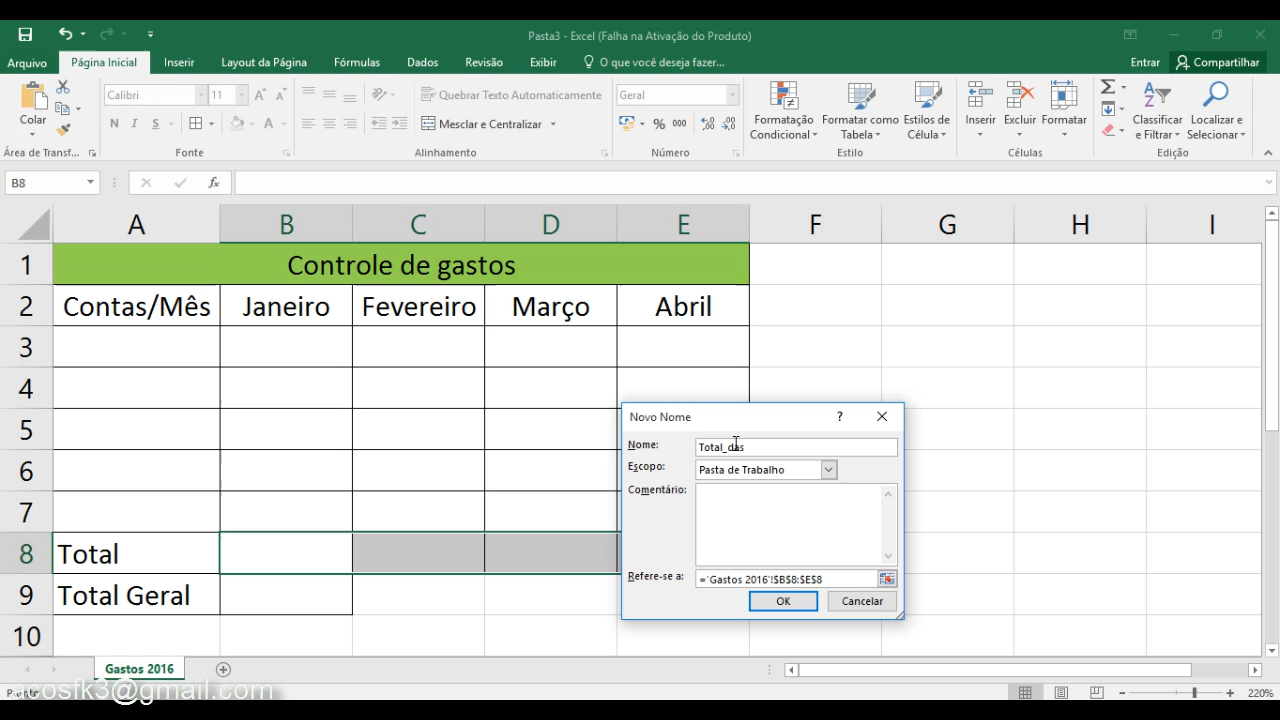 Pasta3 - Excel (Falha na Ativação do Produto)
Arquivo Página Inicial Inserir Layout da Página Fórmulas Dados Revisão Exibir O que você deseja fazer... Entrar Compartilhar
Colar
Calibri 11
Quebrar Texto Automaticamente
Geral
N I S
Mesclar e Centralizar
% 000
Formatação Condicional
Formatar como Tabela
Estilos de Célula
Inserir Excluir Formatar
Classificar e Filtrar
Localizar e Selecionar
Área de Transf... Fonte Alinhamento Número Estilo Células Edição
B8 fx
A B C D E F G H I
1 Controle de gastos
2 Contas/Mês Janeiro Fevereiro Março Abril
3
4
5
6
7
8 Total
9 Total Geral
10
Novo Nome ?
Nome: Total_das
Escopo: Pasta de Trabalho
Comentário:
Refere-se a: ='Gastos 2016'!$B$8:$E$8
OK Cancelar
Gastos 2016
220%